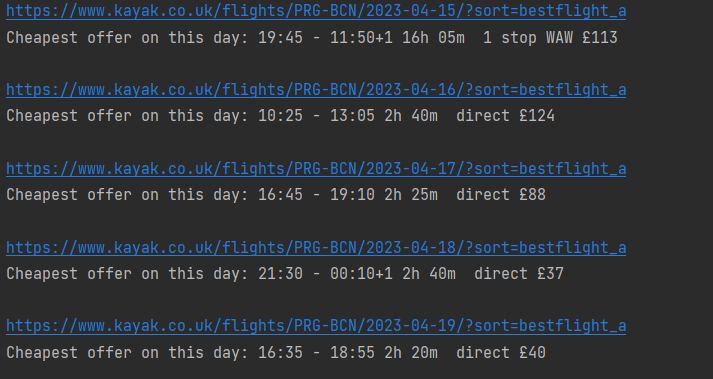 https://www.kayak.co.uk/flights/PRG-BCN/2023-04-15/?sort=bestflight_a
Cheapest offer on this day: 19:45 - 11:50+1 16h 05m  1 stop WAW £113
https://www.kayak.co.uk/flights/PRG-BCN/2023-04-16/?sort=bestflight_a
Cheapest offer on this day: 10:25 - 13:05 2h 40m  direct £124
https://www.kayak.co.uk/flights/PRG-BCN/2023-04-17/?sort=bestflight_a
Cheapest offer on this day: 16:45 - 19:10 2h 25m  direct £88
https://www.kayak.co.uk/flights/PRG-BCN/2023-04-18/?sort=bestflight_a
Cheapest offer on this day: 21:30 - 00:10+1 2h 40m  direct £37
https://www.kayak.co.uk/flights/PRG-BCN/2023-04-19/?sort=bestflight_a
Cheapest offer on this day: 16:35 - 18:55 2h 20m  direct £40